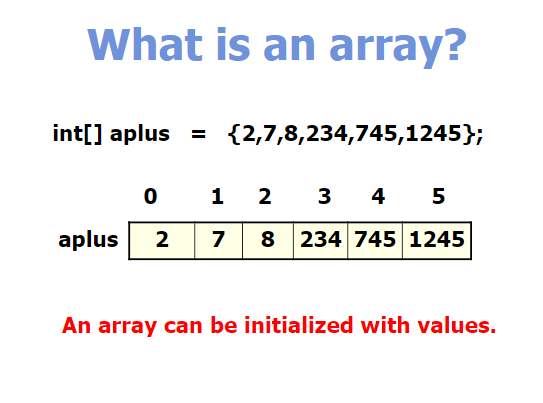 What is an array?
int[] aplus = {2,7,8,234,745,1245};
0 1 2 3 4 5
aplus 2 7 8 234 745 1245
An array can be initialized with values.